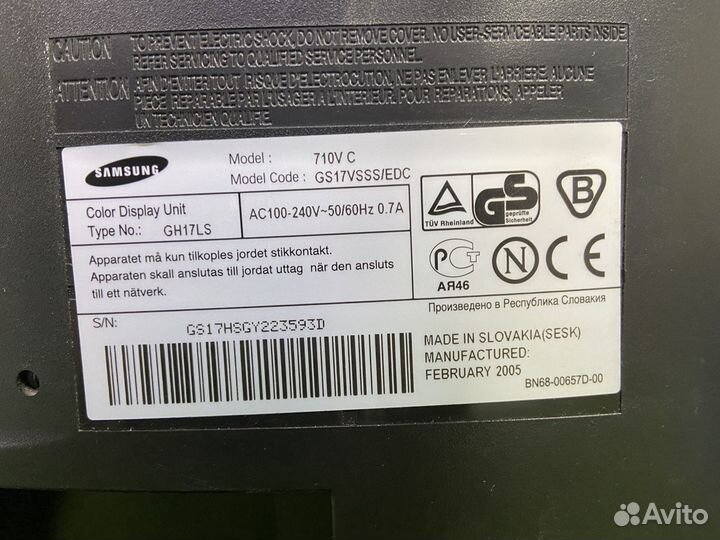 CAUTION
TO PREVENT ELECTRIC SHOCK, DO NOT REMOVE COVER. NO USER-SERVICEABLE PARTS INSIDE.
REFER SERVICING TO QUALIFIED SERVICE PERSONNEL.
ATTENTION
AFIN D'EVITER TOUT RISQUE D'ELECTROCUTION, NE PAS ENLEVER L'ARRIERE, AUCUNE
PIECE REPARABLE PAR L'USAGER A L'INTERIEUR. POUR REPARATIONS, APPELER
UN TECHNICIEN QUALIFIE.
SAMSUNG
Model : 710V C
Model Code : GS17VSSS/EDC
Color Display Unit
Type No.: GH17LS
AC100-240V~50/60Hz 0.7A
Apparatet må kun tilkoples jordet stikkontakt.
Apparaten skall anslutas till jordat uttag när den ansluts
till ett nätverk.
TÜV Rheinland
GS
geprüfte
Sicherheit
B
РСТ
АЯ46
N
CE
Произведено в Республика Словакия
S/N:
GS17HSGY223593D
MADE IN SLOVAKIA(SESK)
MANUFACTURED:
FEBRUARY 2005
BN68-00657D-00
Avito